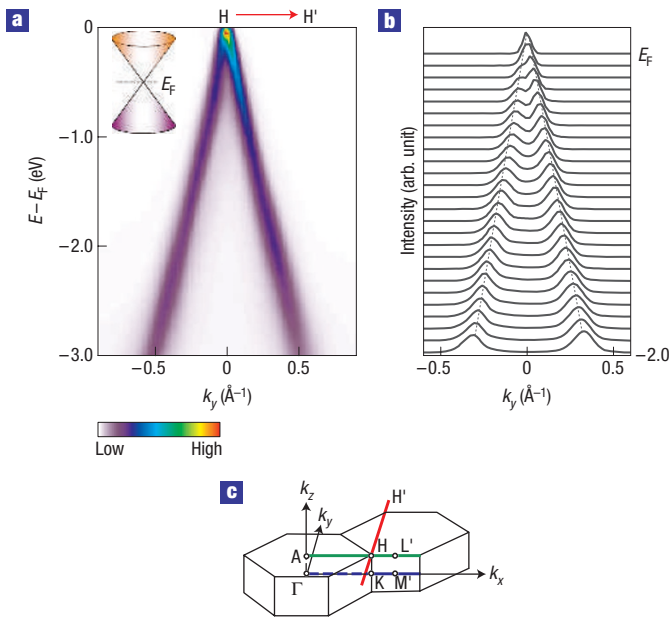 a
H → H'
0
−1.0
−2.0
−3.0
E − E_F (eV)
E_F
−0.5 0 0.5
k_y (Å⁻¹)
Low High
b
E_F
Intensity (arb. unit)
−2.0
−0.5 0 0.5
k_y (Å⁻¹)
c
k_z
k_y
H'
A H L'
Γ K M' k_x